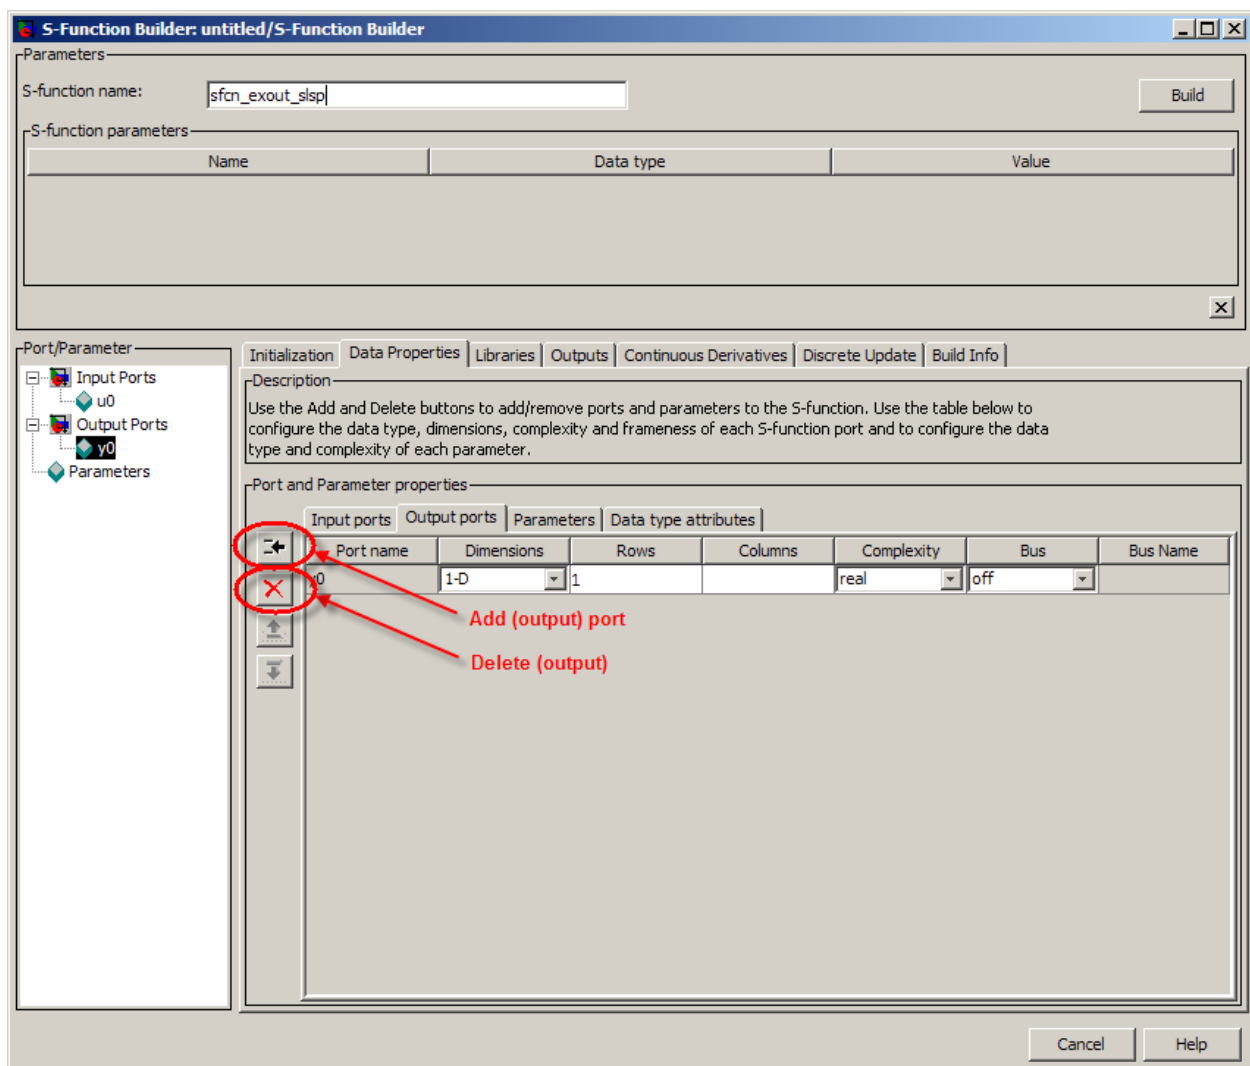 S-Function Builder: untitled/S-Function Builder
Parameters
S-function name: sfcn_exout_slsp Build
S-function parameters
Name Data type Value
Port/Parameter
Input Ports
u0
Output Ports
y0
Parameters
Initialization Data Properties Libraries Outputs Continuous Derivatives Discrete Update Build Info
Description
Use the Add and Delete buttons to add/remove ports and parameters to the S-function. Use the table below to
configure the data type, dimensions, complexity and frameness of each S-function port and to configure the data
type and complexity of each parameter.
Port and Parameter properties
Input ports Output ports Parameters Data type attributes
Port name Dimensions Rows Columns Complexity Bus Bus Name
y0 1-D 1 real off
Add (output) port
Delete (output)
Cancel Help